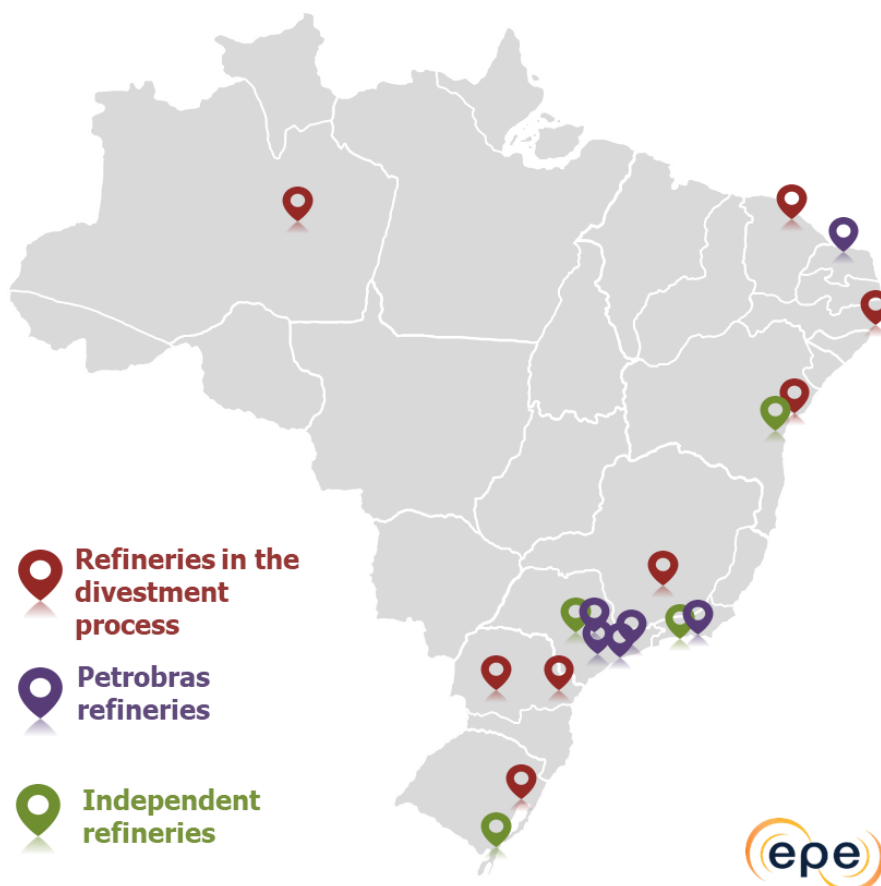 Refineries in the
divestment
process
Petrobras
refineries
Independent
refineries
epe